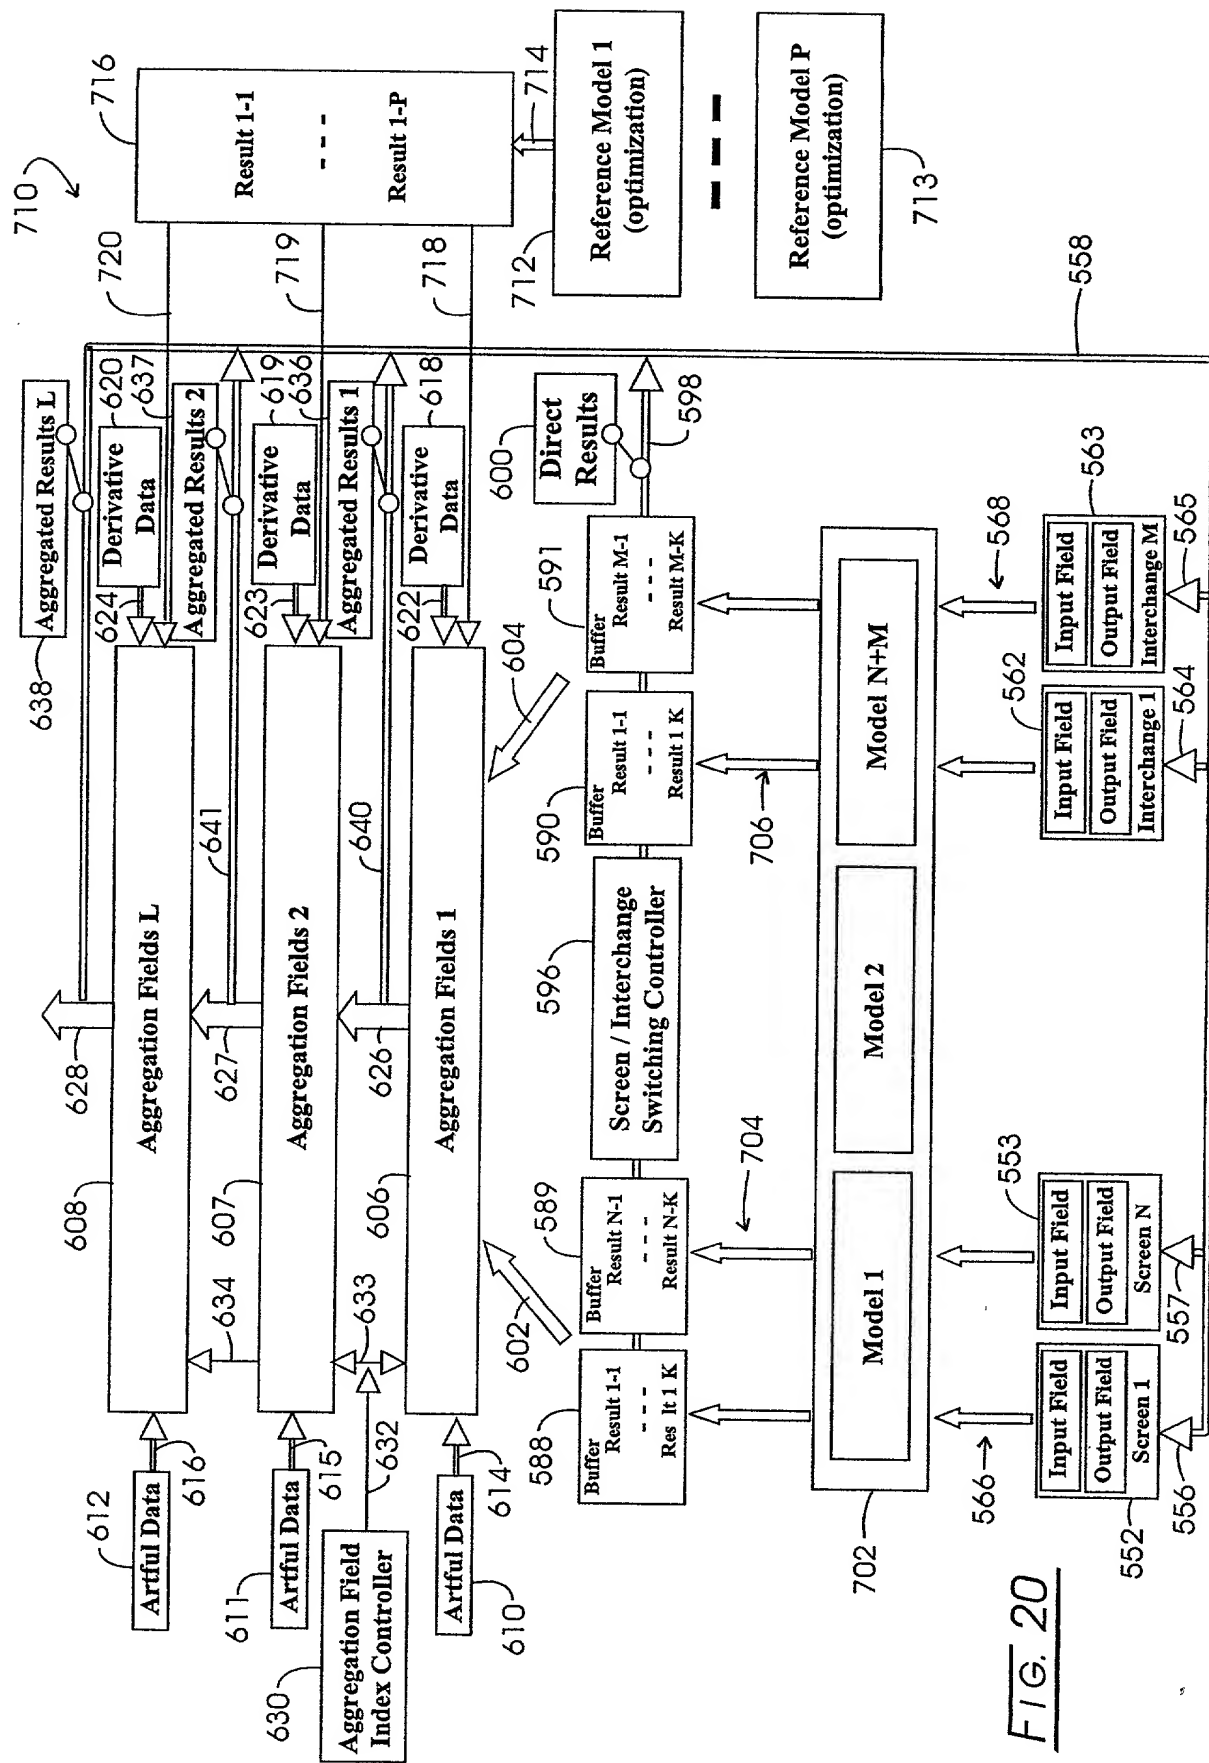 710
716
Result 1-1
- - -
Result 1-P
714
712
Reference Model 1
(optimization)
Reference Model P
(optimization)
713
720
719
718
558
638
Aggregated Results L
620
Derivative
Data
624
637
Aggregated Results 2
619
Derivative
Data
623
636
Aggregated Results 1
618
Derivative
Data
622
628
608
Aggregation Fields L
641
627
607
Aggregation Fields 2
640
626
606
Aggregation Fields 1
634
633
632
612
Artful Data
616
611
Artful Data
615
630
Aggregation Field
Index Controller
614
Artful Data
610
602
604
600
Direct
Results
598
588
Buffer
Result 1-1
- - -
Res lt 1 K
589
Buffer
Result N-1
- - -
Result N-K
596
Screen / Interchange
Switching Controller
590
Buffer
Result 1-1
- - -
Result 1 K
591
Buffer
Result M-1
- - -
Result M-K
704
706
702
Model 1
Model 2
Model N+M
566
568
552
Input Field
Output Field
Screen 1
556
553
Input Field
Output Field
Screen N
557
562
Input Field
Output Field
Interchange 1
564
563
Input Field
Output Field
Interchange M
565
FIG. 20